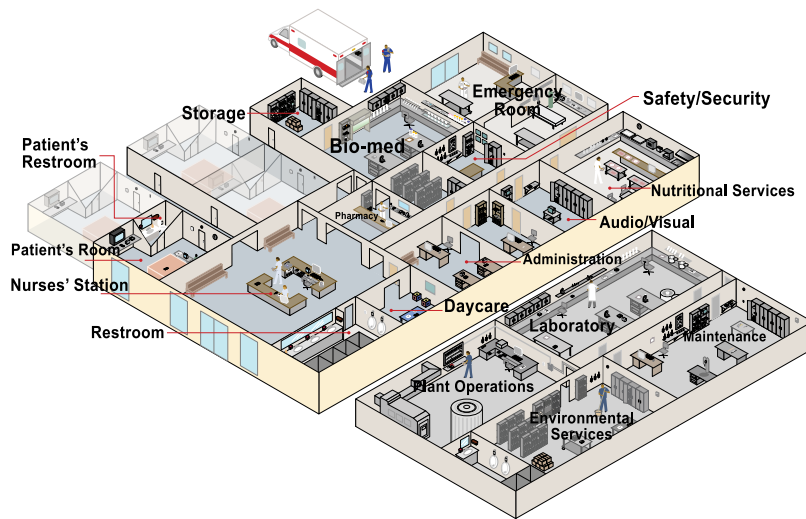 Emergency
Room
Safety/Security
Storage
Patient's
Restroom
Bio-med
Nutritional Services
Pharmacy
Audio/Visual
Patient's Room
Administration
Nurses' Station
Daycare
Restroom
Laboratory
Maintenance
Plant Operations
Environmental
Services